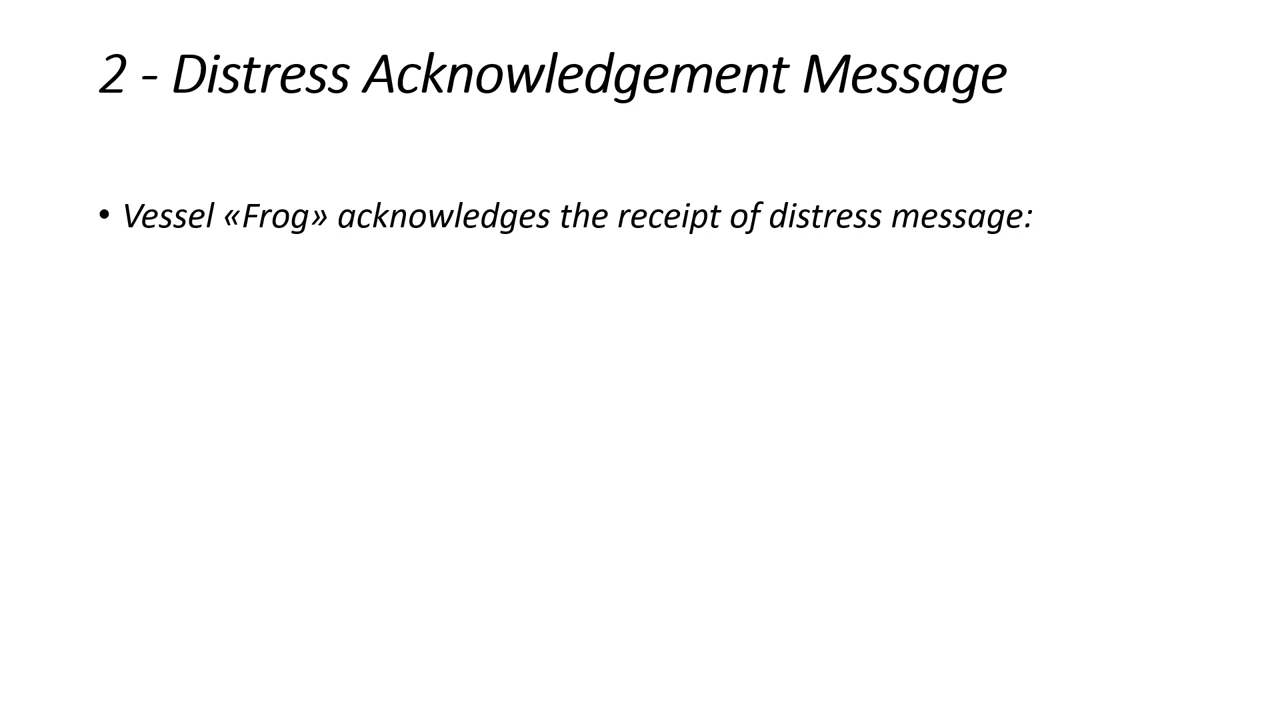 2 - Distress Acknowledgement Message
• Vessel «Frog» acknowledges the receipt of distress message: